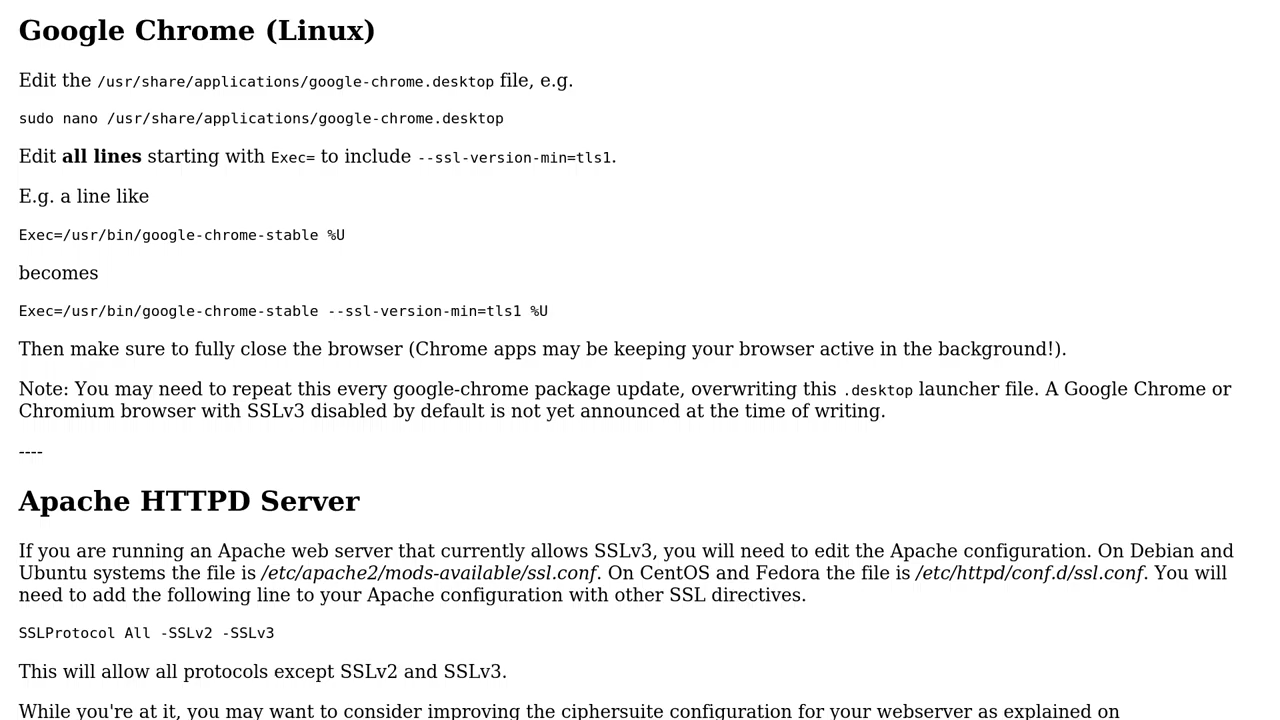 Google Chrome (Linux)
Edit the /usr/share/applications/google-chrome.desktop file, e.g.
sudo nano /usr/share/applications/google-chrome.desktop
Edit all lines starting with Exec= to include --ssl-version-min=tls1.
E.g. a line like
Exec=/usr/bin/google-chrome-stable %U
becomes
Exec=/usr/bin/google-chrome-stable --ssl-version-min=tls1 %U
Then make sure to fully close the browser (Chrome apps may be keeping your browser active in the background!).
Note: You may need to repeat this every google-chrome package update, overwriting this .desktop launcher file. A Google Chrome or
Chromium browser with SSLv3 disabled by default is not yet announced at the time of writing.
----
Apache HTTPD Server
If you are running an Apache web server that currently allows SSLv3, you will need to edit the Apache configuration. On Debian and
Ubuntu systems the file is /etc/apache2/mods-available/ssl.conf. On CentOS and Fedora the file is /etc/httpd/conf.d/ssl.conf. You will
need to add the following line to your Apache configuration with other SSL directives.
SSLProtocol All -SSLv2 -SSLv3
This will allow all protocols except SSLv2 and SSLv3.
While you're at it, you may want to consider improving the ciphersuite configuration for your webserver as explained on